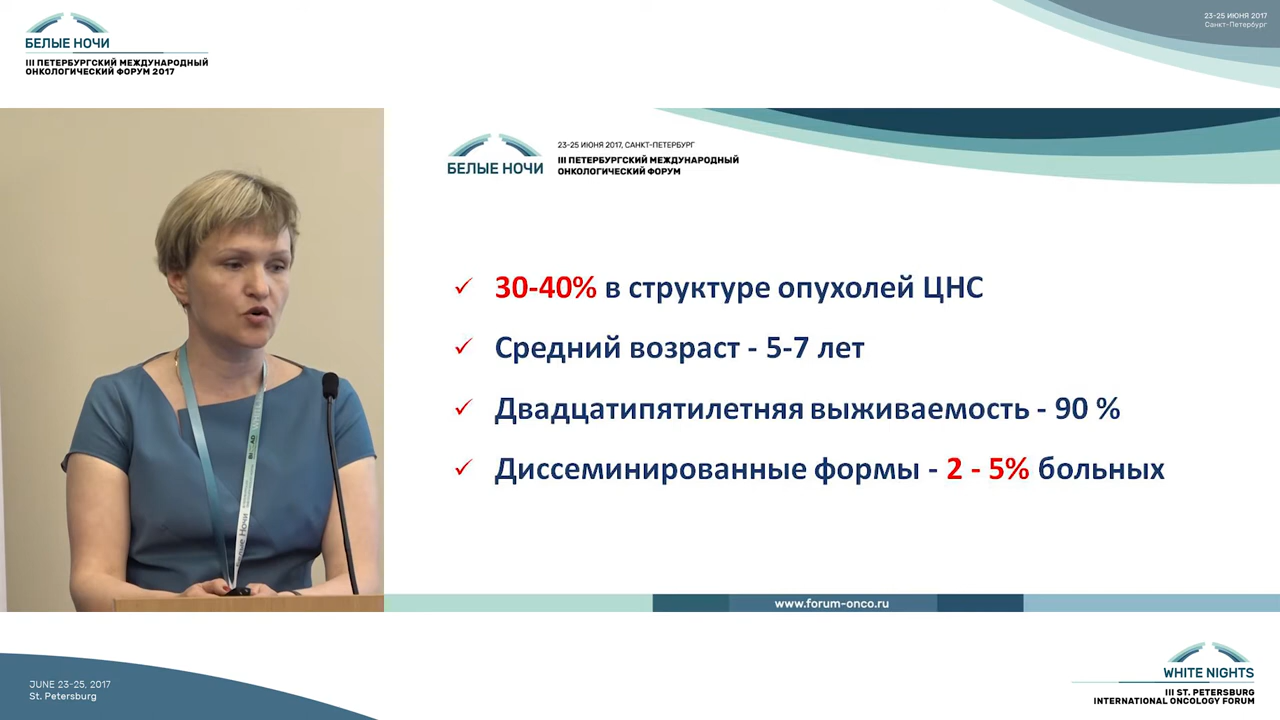 БЕЛЫЕ НОЧИ
III ПЕТЕРБУРГСКИЙ МЕЖДУНАРОДНЫЙ
ОНКОЛОГИЧЕСКИЙ ФОРУМ 2017
23-25 ИЮНЯ 2017
Санкт-Петербург
БЕЛЫЕ НОЧИ
23-25 ИЮНЯ 2017, САНКТ-ПЕТЕРБУРГ
III ПЕТЕРБУРГСКИЙ МЕЖДУНАРОДНЫЙ
ОНКОЛОГИЧЕСКИЙ ФОРУМ
30-40% в структуре опухолей ЦНС
Средний возраст - 5-7 лет
Двадцатипятилетняя выживаемость - 90 %
Диссеминированные формы - 2 - 5% больных
Белые Ночи
www.forum-onco.ru
JUNE 23-25, 2017
St. Petersburg
WHITE NIGHTS
III ST. PETERSBURG
INTERNATIONAL ONCOLOGY FORUM